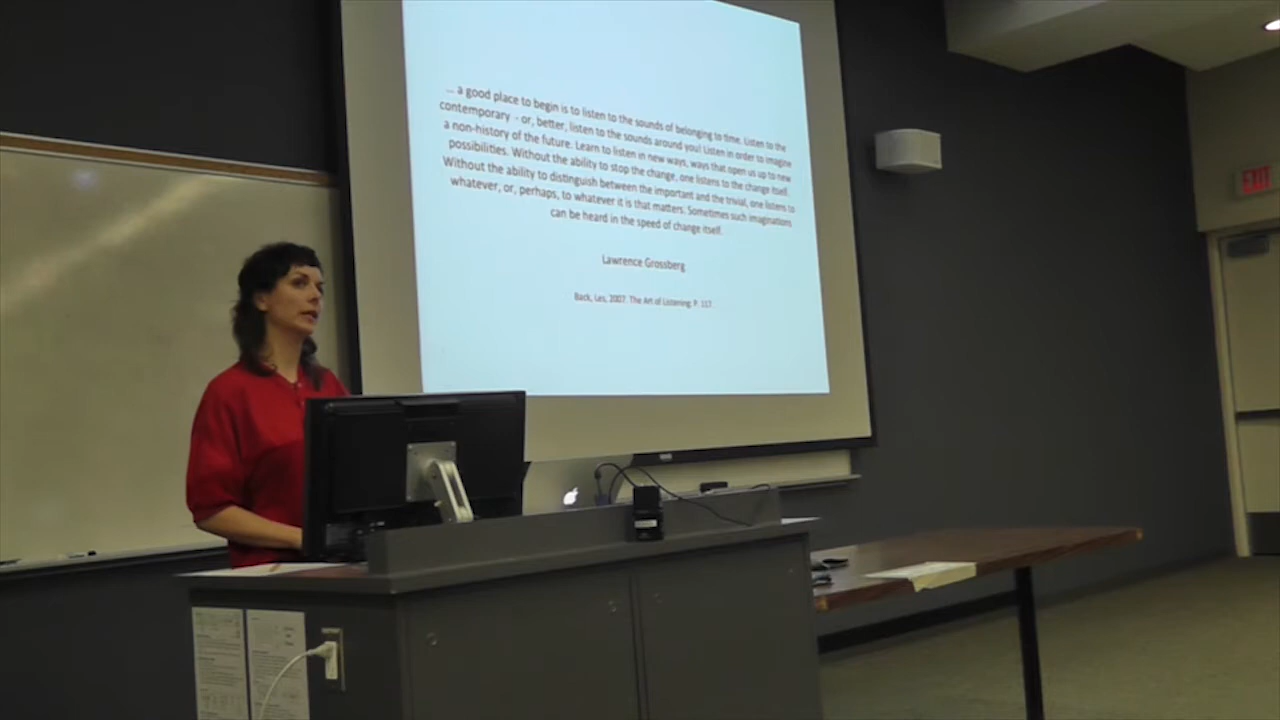 ... a good place to begin is to listen to the sounds of belonging to time. Listen to the
contemporary - or, better, listen to the sounds around you! Listen in order to imagine
a non-history of the future. Learn to listen in new ways, ways that open us up to new
possibilities. Without the ability to stop the change, one listens to the change itself.
Without the ability to distinguish between the important and the trivial, one listens to
whatever, or, perhaps, to whatever it is that matters. Sometimes such imaginations
can be heard in the speed of change itself.
Lawrence Grossberg
Back, Les, 2007. The Art of Listening. P. 117
EXIT